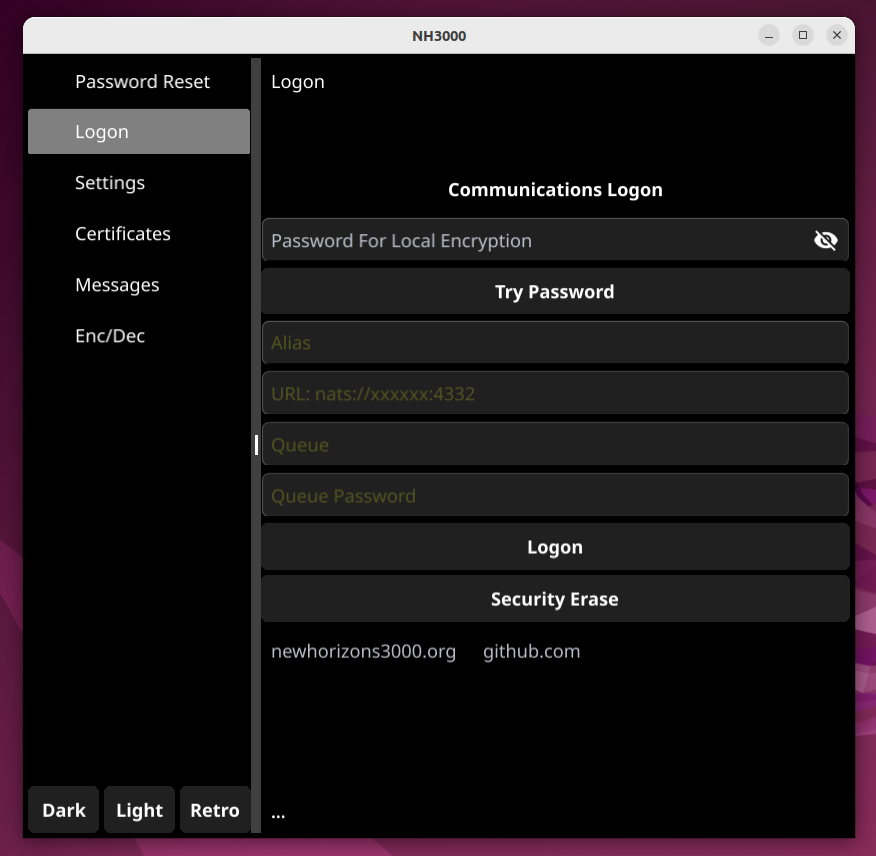 NH3000
Password Reset
Logon
Settings
Certificates
Messages
Enc/Dec
Dark Light Retro
Logon
Communications Logon
Password For Local Encryption
Try Password
Alias
URL: nats://xxxxxx:4332
Queue
Queue Password
Logon
Security Erase
newhorizons3000.org github.com
...